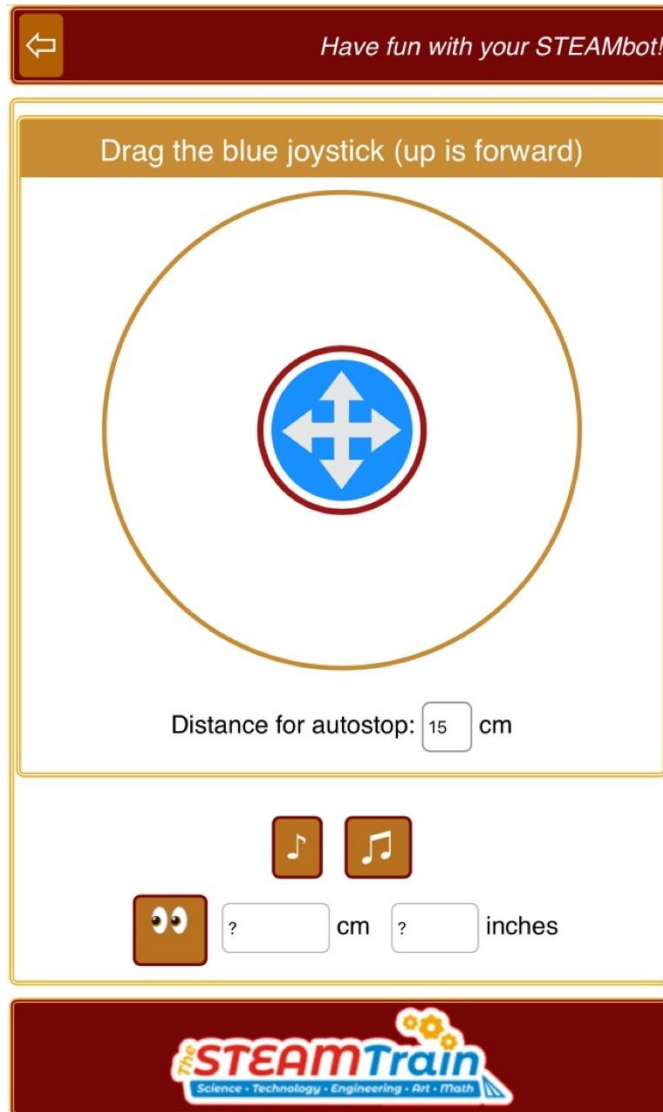 Have fun with your STEAMbot!
Drag the blue joystick (up is forward)
Distance for autostop: 15 cm
? cm ? inches
The STEAMTrain
Science • Technology • Engineering • Art • Math